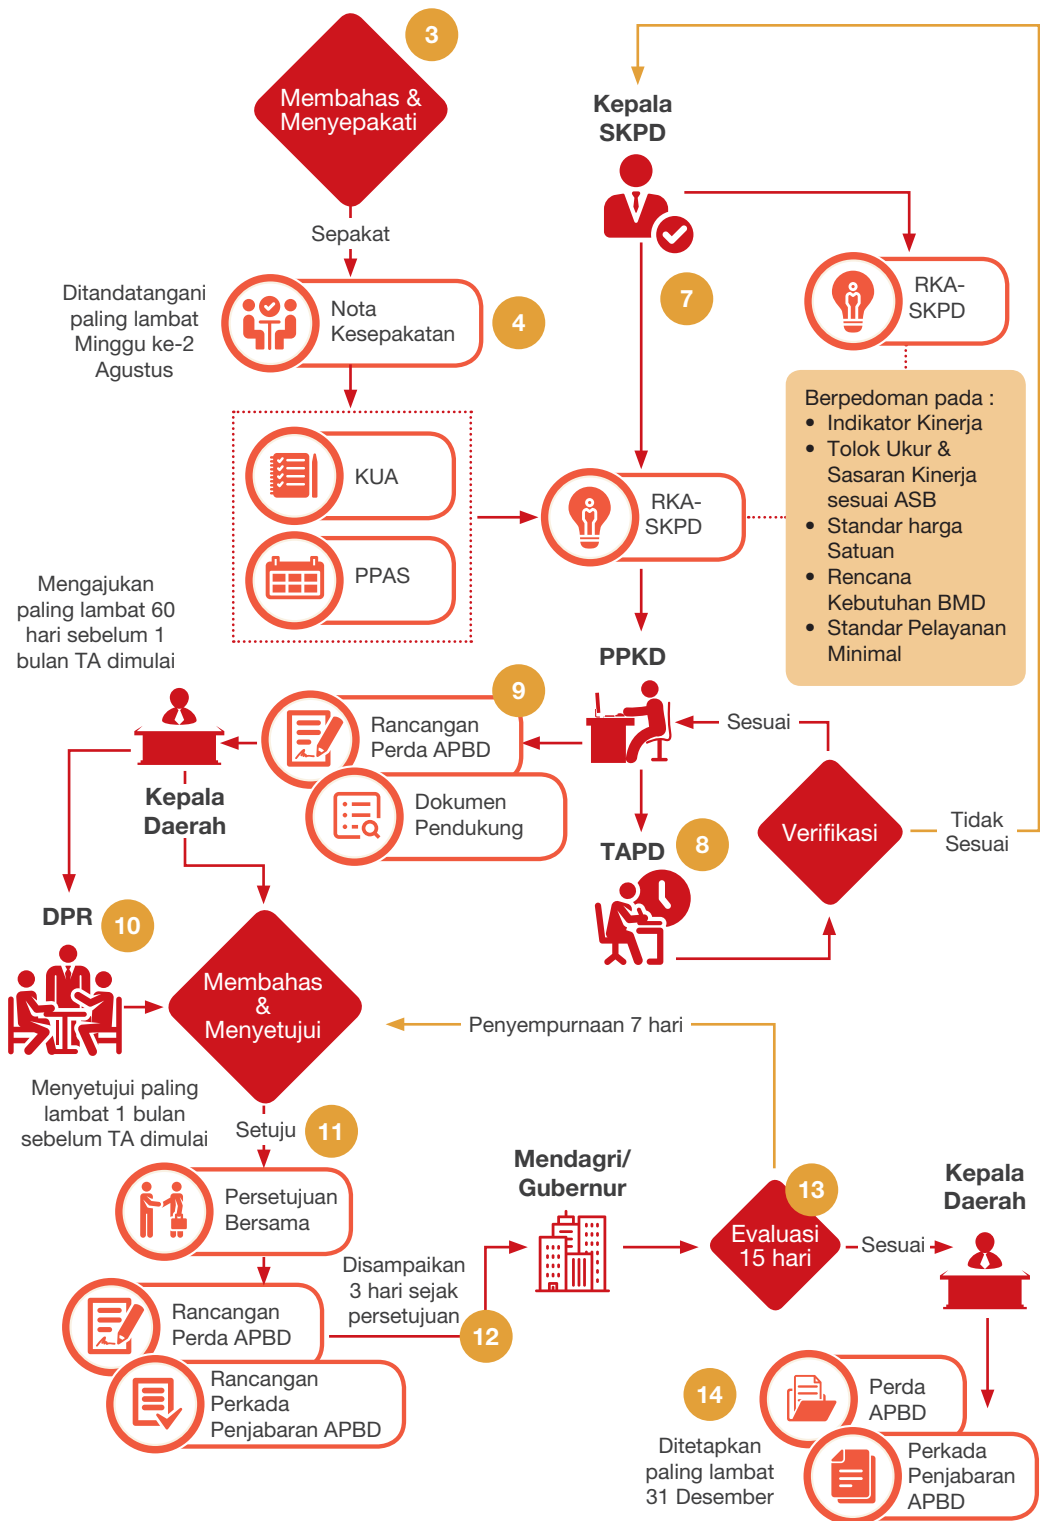 3
Membahas &
Menyepakati
Sepakat
Ditandatangani
paling lambat
Minggu ke-2
Agustus
Nota
Kesepakatan
4
KUA
PPAS
Kepala
SKPD
7
RKA-
SKPD
RKA-
SKPD
Berpedoman pada :
• Indikator Kinerja
• Tolok Ukur &
Sasaran Kinerja
sesuai ASB
• Standar harga
Satuan
• Rencana
Kebutuhan BMD
• Standar Pelayanan
Minimal
PPKD
Sesuai
Verifikasi
Tidak
Sesuai
TAPD
8
9
Rancangan
Perda APBD
Dokumen
Pendukung
Mengajukan
paling lambat 60
hari sebelum 1
bulan TA dimulai
Kepala
Daerah
DPR
10
Membahas
&
Menyetujui
Penyempurnaan 7 hari
Menyetujui paling
lambat 1 bulan
sebelum TA dimulai
Setuju
11
Persetujuan
Bersama
Rancangan
Perda APBD
Rancangan
Perkada
Penjabaran APBD
Disampaikan
3 hari sejak
persetujuan
12
Mendagri/
Gubernur
13
Evaluasi
15 hari
Sesuai
Kepala
Daerah
14
Ditetapkan
paling lambat
31 Desember
Perda
APBD
Perkada
Penjabaran
APBD